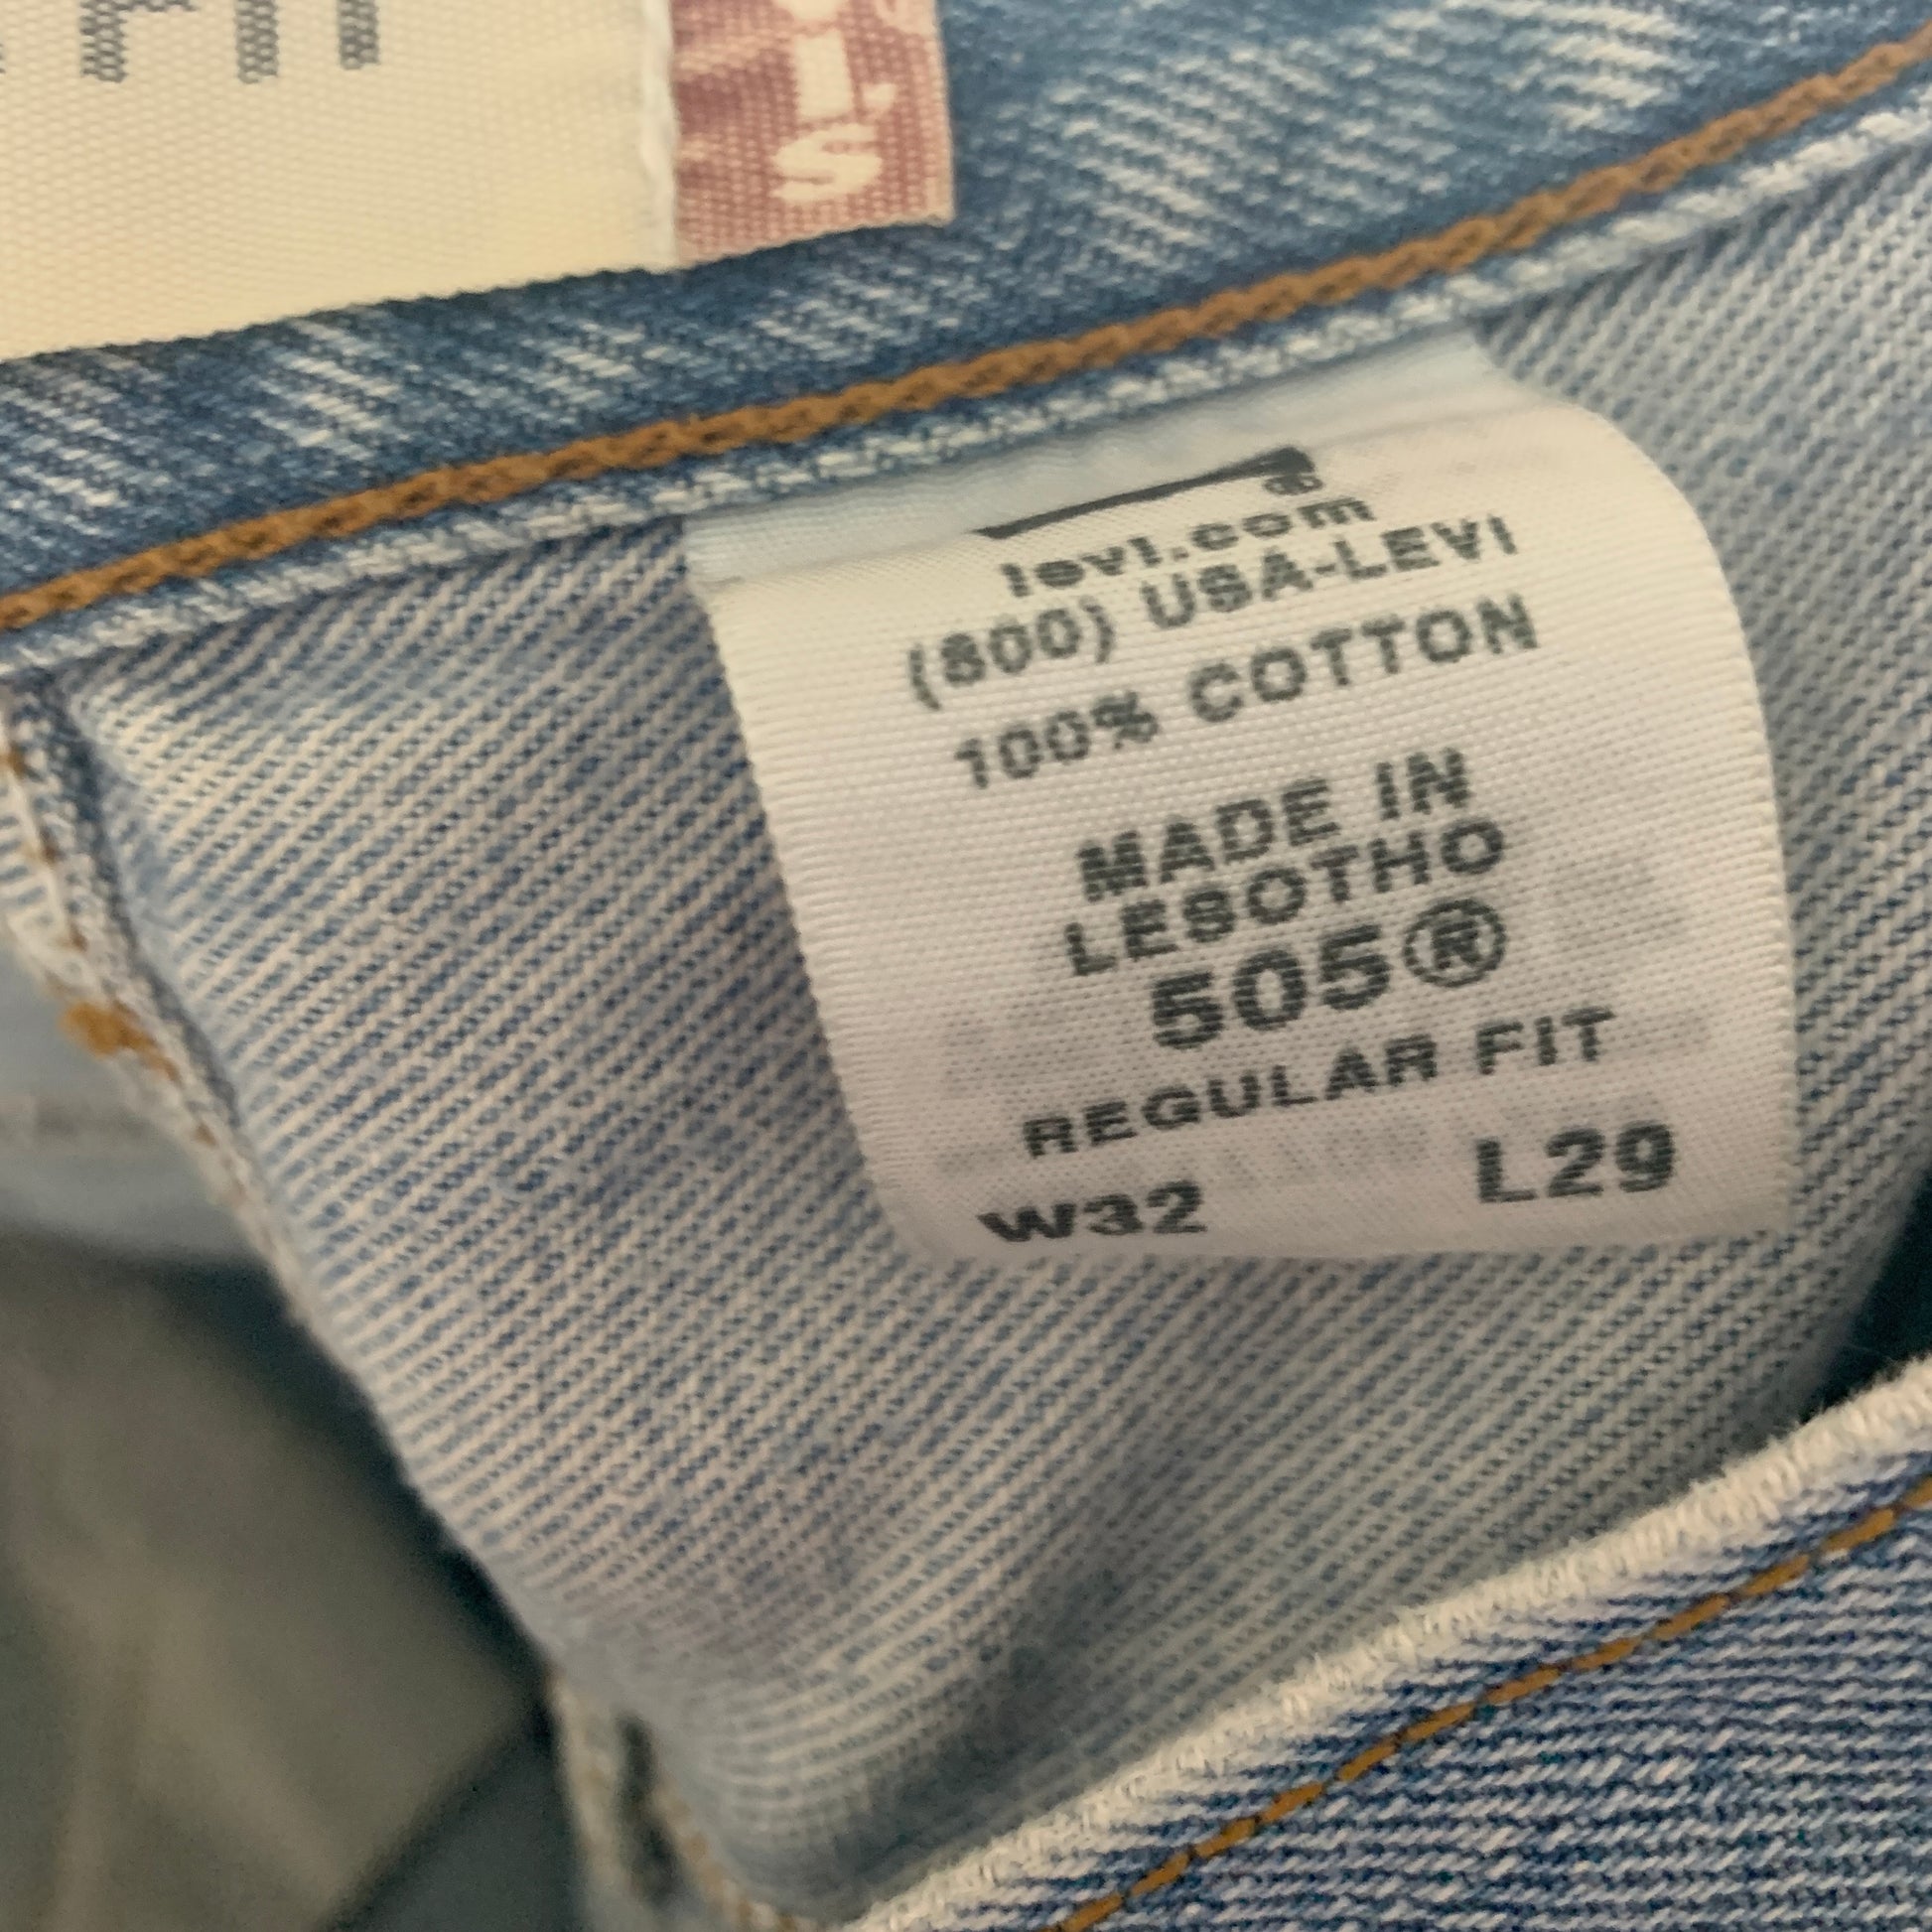 i's
levi.com®
(800) USA-LEVI
100% COTTON
MADE IN
LESOTHO
505®
REGULAR FIT
W32 L29